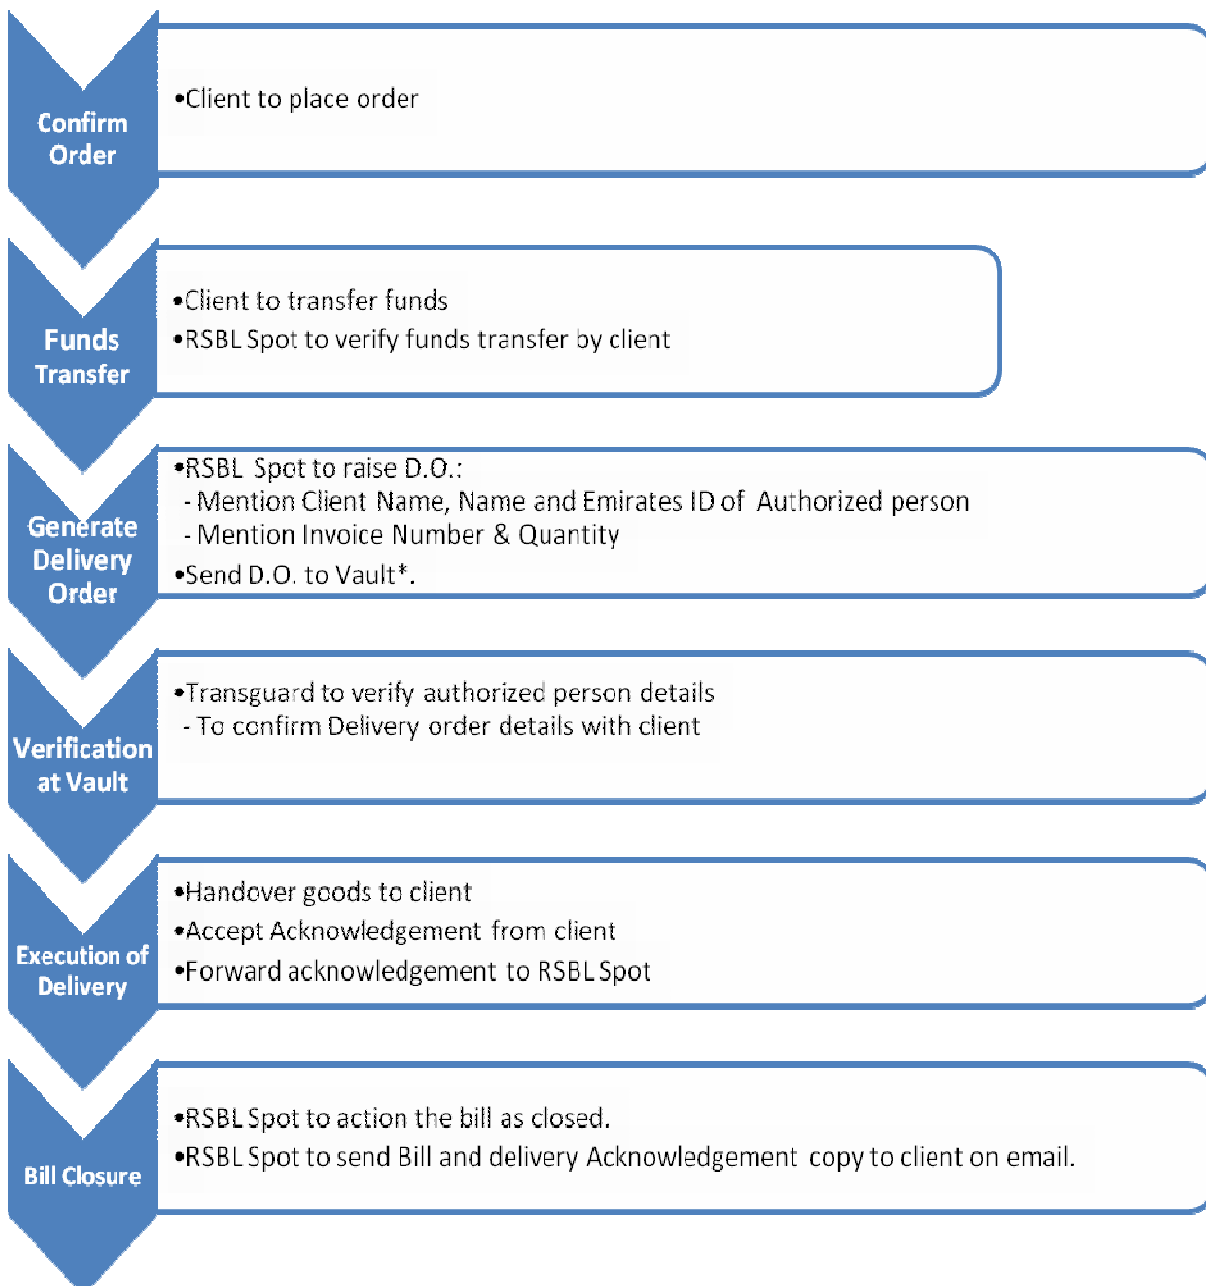 Confirm
Order
•Client to place order
Funds
Transfer
•Client to transfer funds
•RSBL Spot to verify funds transfer by client
Generate
Delivery
Order
•RSBL Spot to raise D.O.:
- Mention Client Name, Name and Emirates ID of Authorized person
- Mention Invoice Number & Quantity
•Send D.O. to Vault*.
Verification
at Vault
•Transguard to verify authorized person details
- To confirm Delivery order details with client
Execution of
Delivery
•Handover goods to client
•Accept Acknowledgement from client
•Forward acknowledgement to RSBL Spot
Bill Closure
•RSBL Spot to action the bill as closed.
•RSBL Spot to send Bill and delivery Acknowledgement copy to client on email.